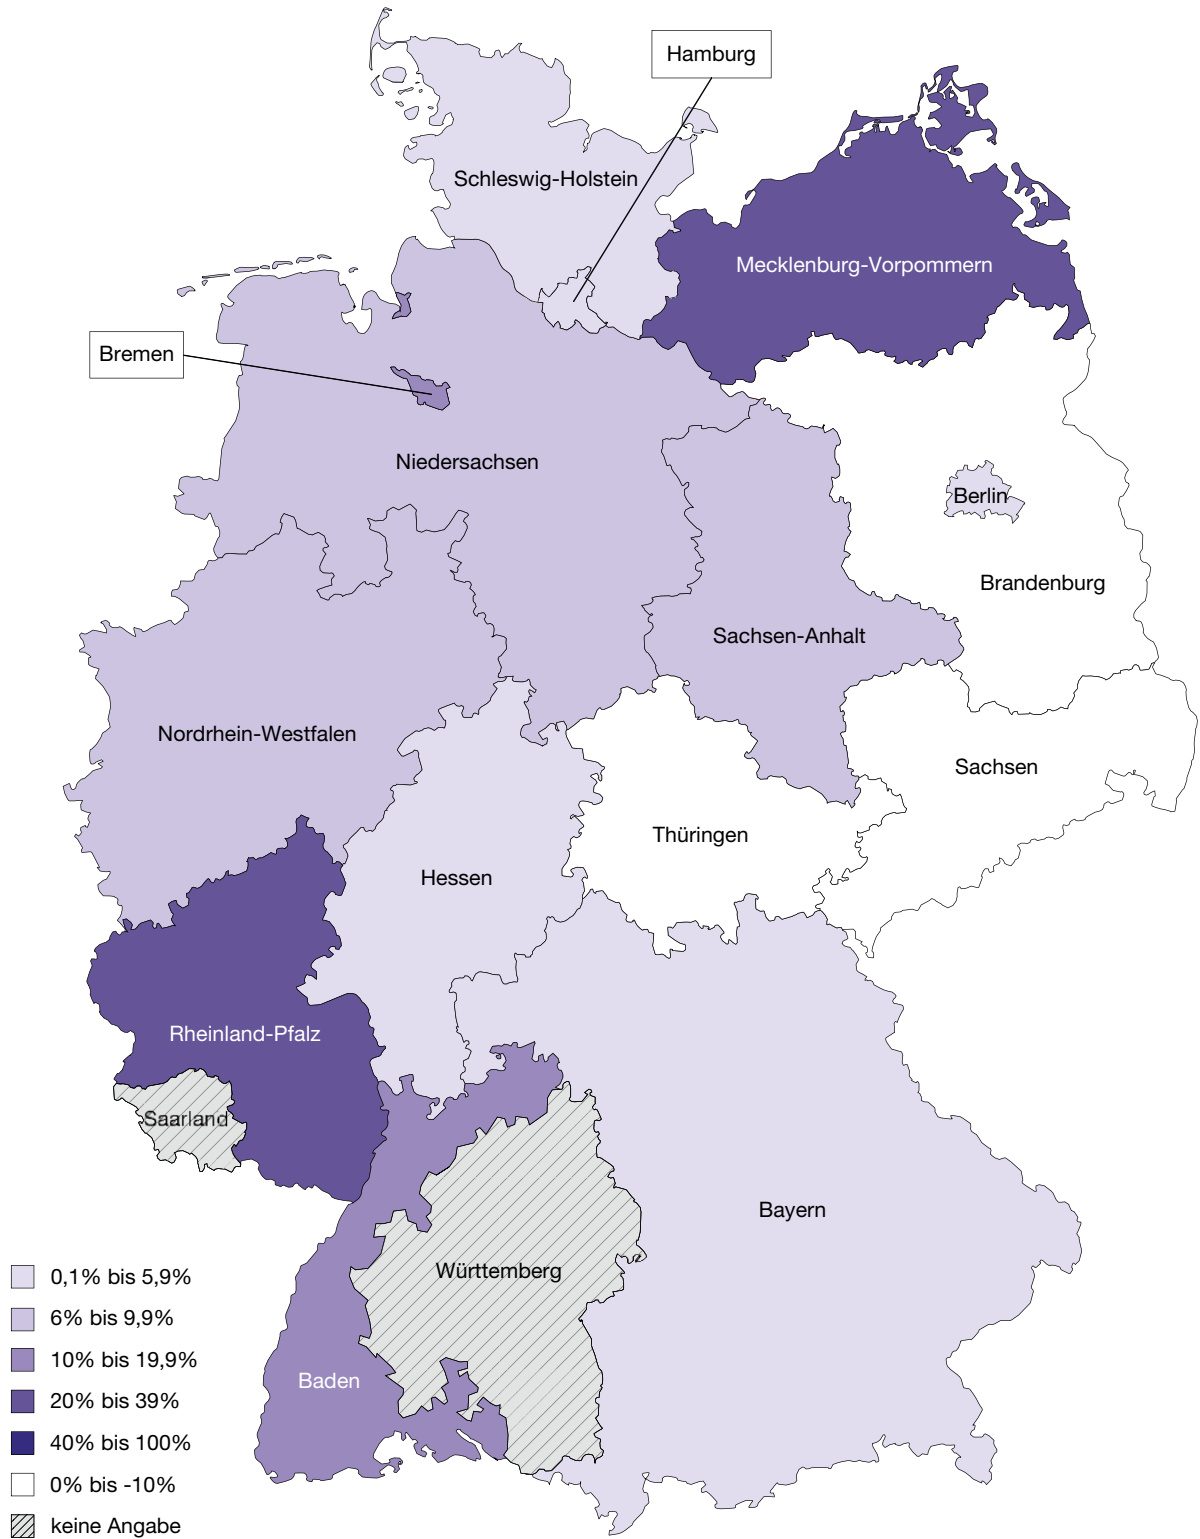 Hamburg
Schleswig-Holstein
Mecklenburg-Vorpommern
Bremen
Niedersachsen
Berlin
Brandenburg
Sachsen-Anhalt
Nordrhein-Westfalen
Sachsen
Thüringen
Hessen
Rheinland-Pfalz
Saarland
Bayern
Württemberg
Baden
0,1% bis 5,9%
6% bis 9,9%
10% bis 19,9%
20% bis 39%
40% bis 100%
0% bis -10%
keine Angabe